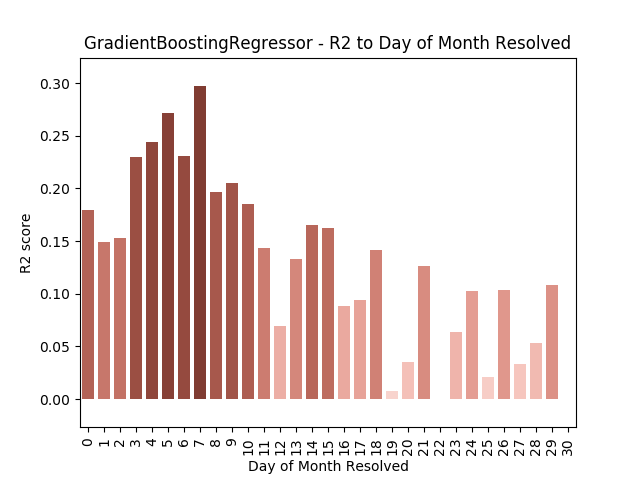 GradientBoostingRegressor - R2 to Day of Month Resolved
0.30
0.25
0.20
0.15
0.10
0.05
0.00
R2 score
0 1 2 3 4 5 6 7 8 9 10 11 12 13 14 15 16 17 18 19 20 21 22 23 24 25 26 27 28 29 30
Day of Month Resolved